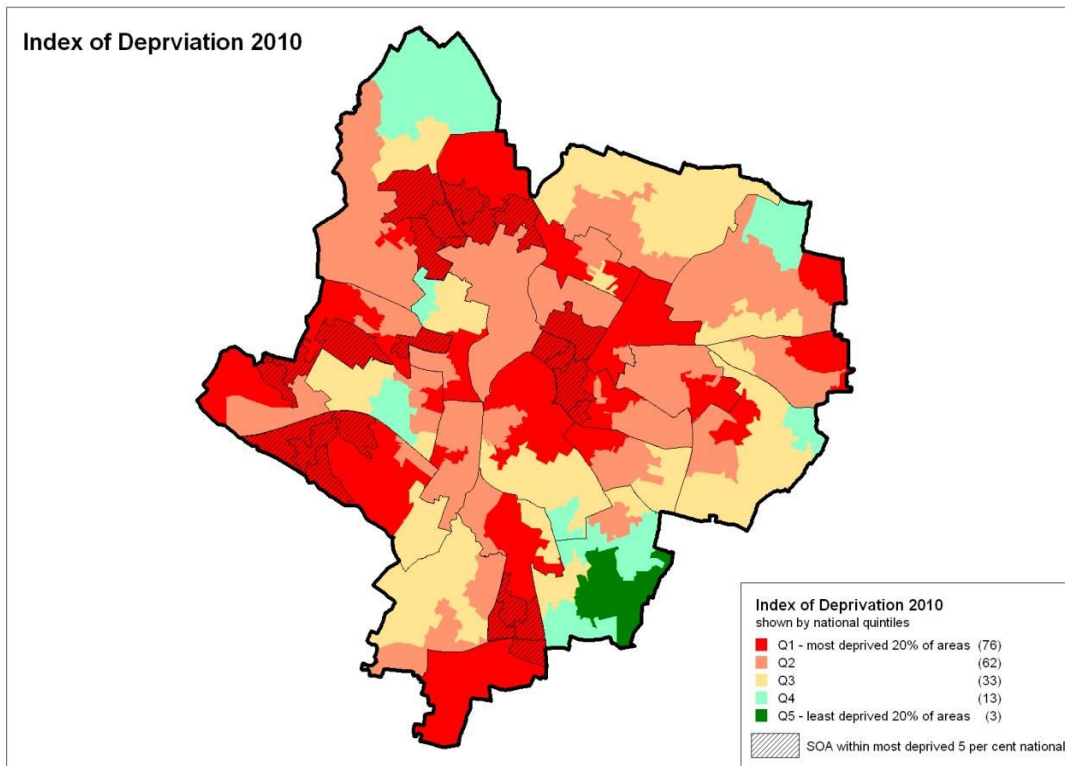 Index of Deprviation 2010
Index of Deprivation 2010
shown by national quintiles
Q1 - most deprived 20% of areas (76)
Q2 (62)
Q3 (33)
Q4 (13)
Q5 - least deprived 20% of areas (3)
SOA within most deprived 5 per cent national